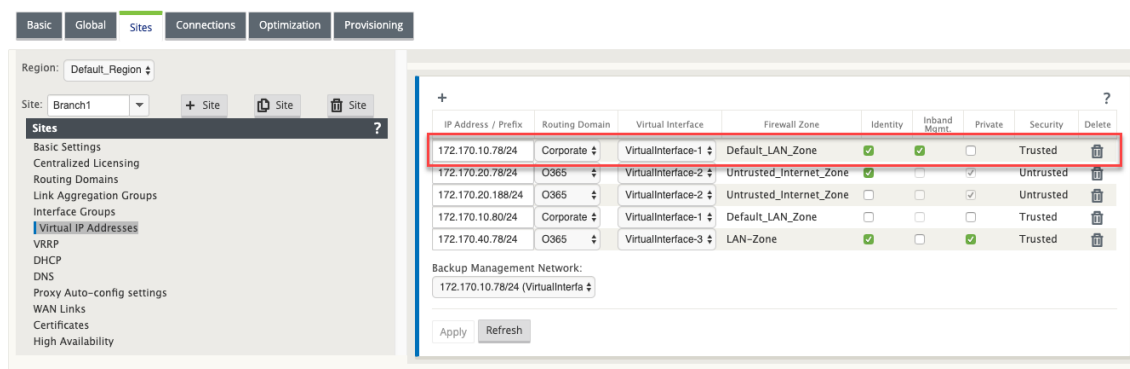 Basic Global Sites Connections Optimization Provisioning
Region: Default_Region
Site: Branch1 + Site Site Site
Sites ?
Basic Settings
Centralized Licensing
Routing Domains
Link Aggregation Groups
Interface Groups
Virtual IP Addresses
VRRP
DHCP
DNS
Proxy Auto-config settings
WAN Links
Certificates
High Availability
+ ?
IP Address / Prefix Routing Domain Virtual Interface Firewall Zone Identity Inband Mgmt. Private Security Delete
172.170.10.78/24 Corporate VirtualInterface-1 Default_LAN_Zone Trusted
172.170.20.78/24 O365 VirtualInterface-2 Untrusted_Internet_Zone Untrusted
172.170.20.188/24 O365 VirtualInterface-2 Untrusted_Internet_Zone Untrusted
172.170.10.80/24 Corporate VirtualInterface-1 Default_LAN_Zone Trusted
172.170.40.78/24 O365 VirtualInterface-3 LAN-Zone Trusted
Backup Management Network:
172.170.10.78/24 (VirtualInterfa
Apply Refresh